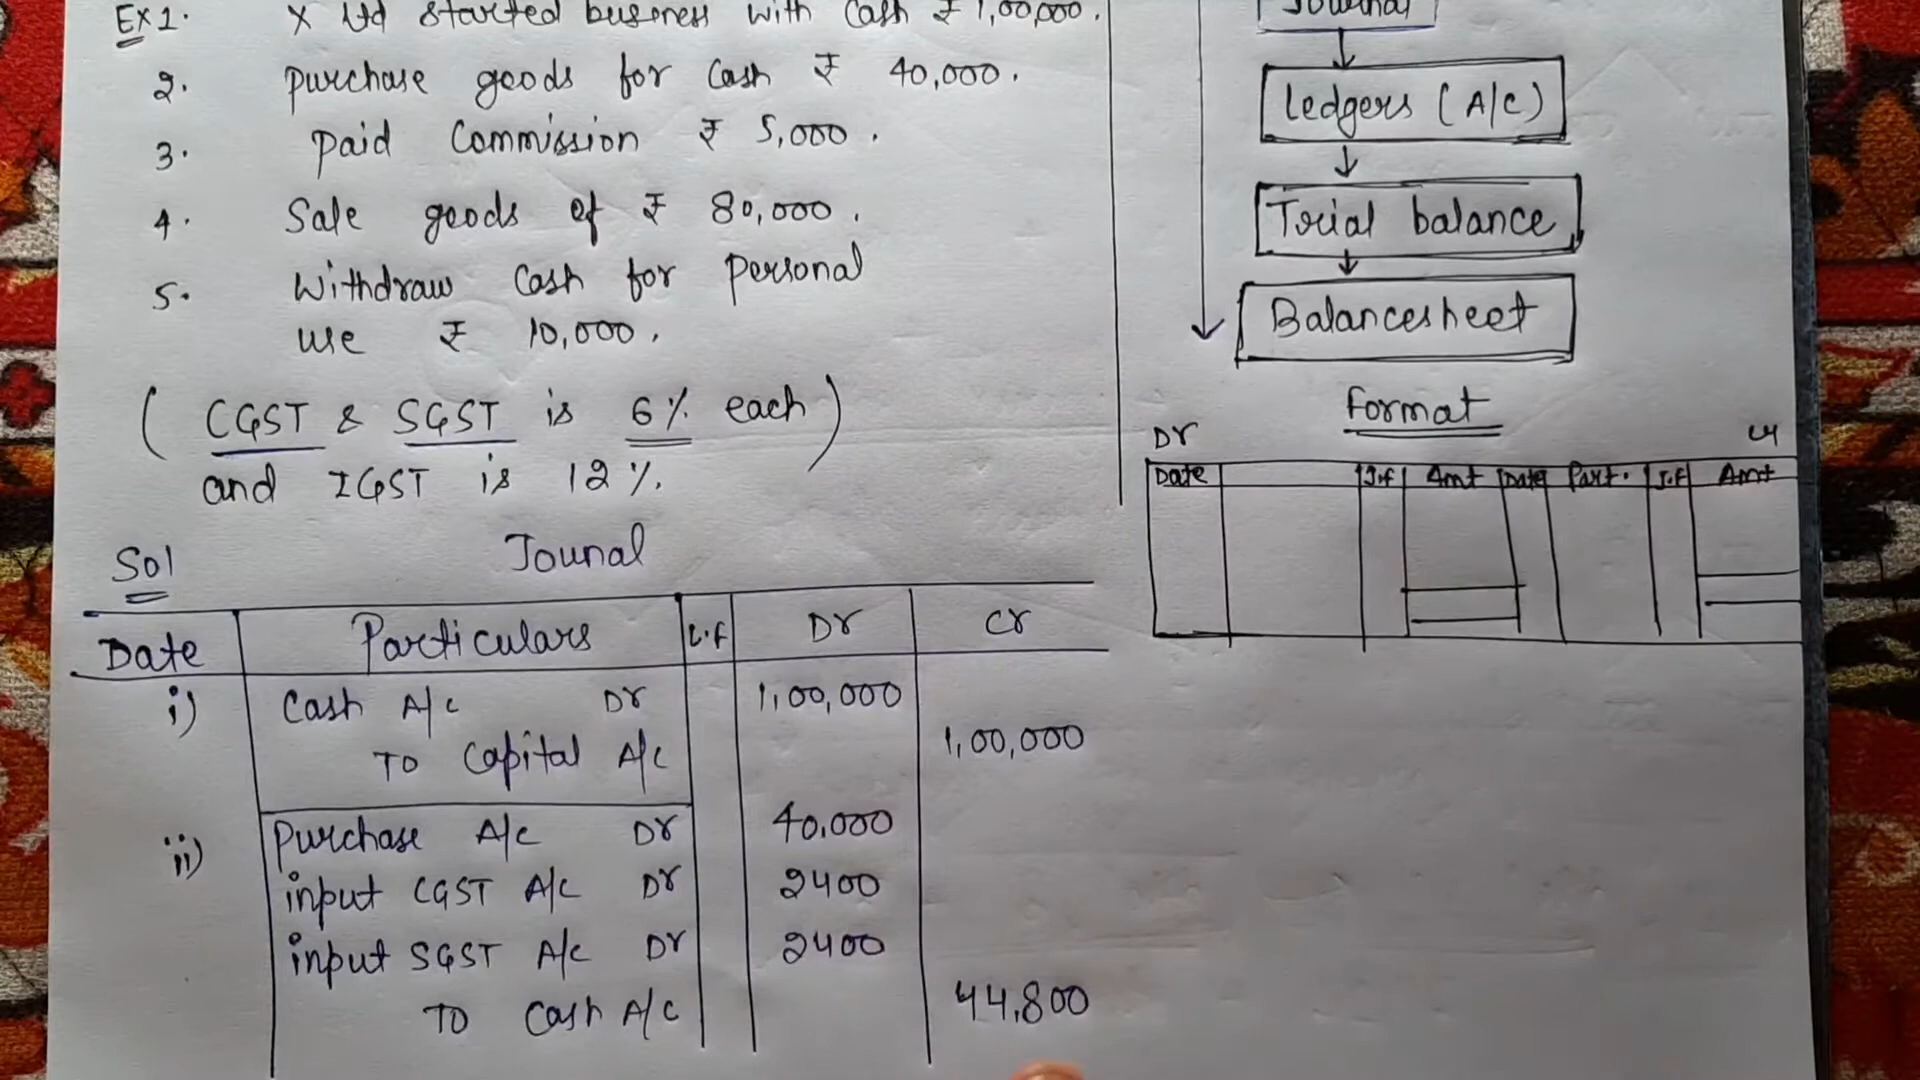 Ex 1. X Ltd started business with Cash ₹ 1,00,000.
2. purchase goods for Cash ₹ 40,000.
3. paid Commission ₹ 5,000.
4. Sale goods of ₹ 80,000.
5. Withdraw Cash for Personal
use ₹ 10,000.
( CGST & SGST is 6% each )
and IGST is 12%.
Journal
Ledgers (A/C)
Trial balance
Balancesheet
Format
Dr Cr
Date J.f Amt Date Part. J.F Amt
Sol Jounal
Date Particulars L.F Dr Cr
i) Cash A/c Dr 1,00,000
To Capital A/c 1,00,000
ii) Purchase A/c Dr 40,000
input CGST A/c Dr 2400
input SGST A/c Dr 2400
To Cash A/c 44,800